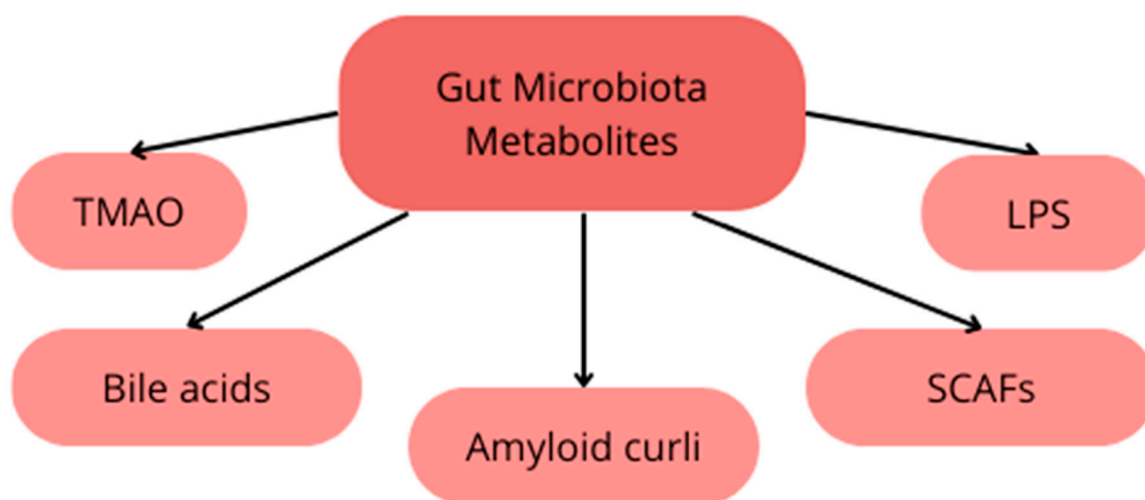 Gut Microbiota
Metabolites
TMAO
LPS
Bile acids
SCAFs
Amyloid curli